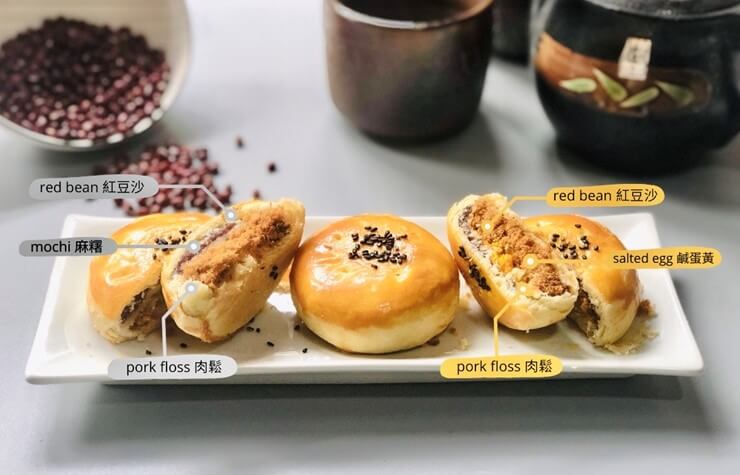 red bean 紅豆沙
red bean 紅豆沙
mochi 麻糬
salted egg 鹹蛋黃
pork floss 肉鬆
pork floss 肉鬆